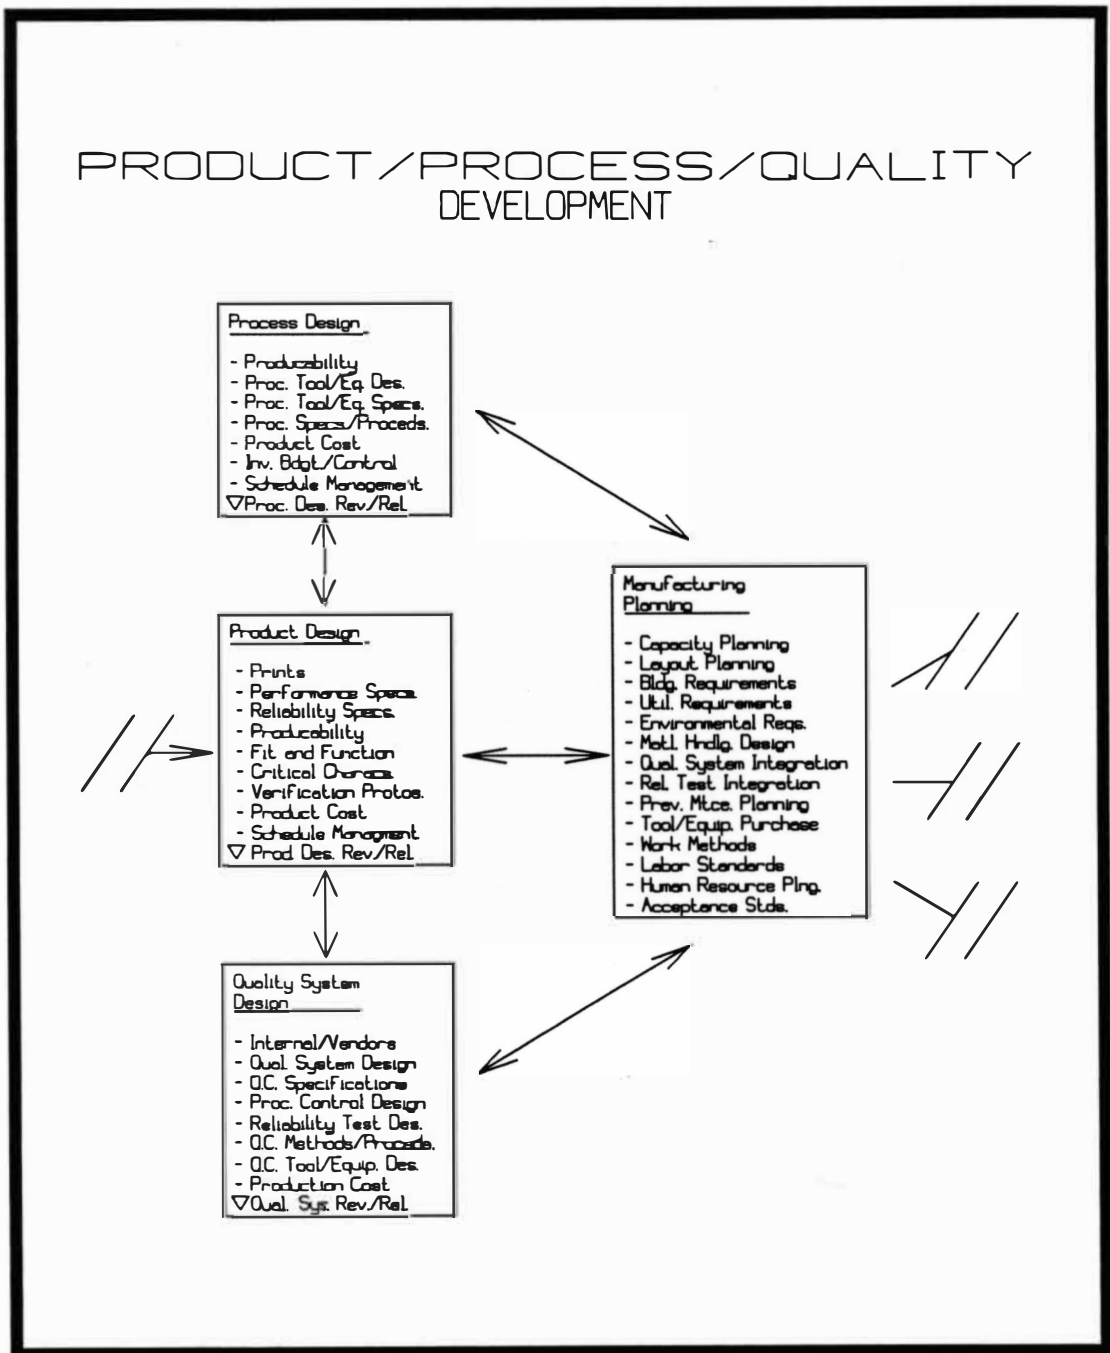 PRODUCT/PROCESS/QUALITY
DEVELOPMENT
Process Design
- Producability
- Proc. Tool/Eq. Des.
- Proc. Tool/Eq. Specs.
- Proc. Specs/Proceds.
- Product Cost
- Inv. Bdgt./Control
- Schedule Management
▽Proc. Des. Rev./Rel.
Product Design
- Prints
- Performance Specs.
- Reliability Specs.
- Producability
- Fit and Function
- Critical Characs.
- Verification Protos.
- Product Cost
- Schedule Managment
▽ Prod. Des. Rev./Rel.
Quality System
Design
- Internal/Vendors
- Qual. System Design
- Q.C. Specifications
- Proc. Control Design
- Reliability Test Des.
- Q.C. Methods/Proceds.
- Q.C. Tool/Equip. Des.
- Production Cost
▽Qual. Sys. Rev./Rel.
Manufacturing
Planning
- Capacity Planning
- Layout Planning
- Bldg. Requirements
- Util. Requirements
- Environmental Reqs.
- Matl. Hndlg. Design
- Qual. System Integration
- Rel. Test Integration
- Prev. Mtce. Planning
- Tool/Equip. Purchase
- Work Methods
- Labor Standards
- Human Resource Plng.
- Acceptance Stds.